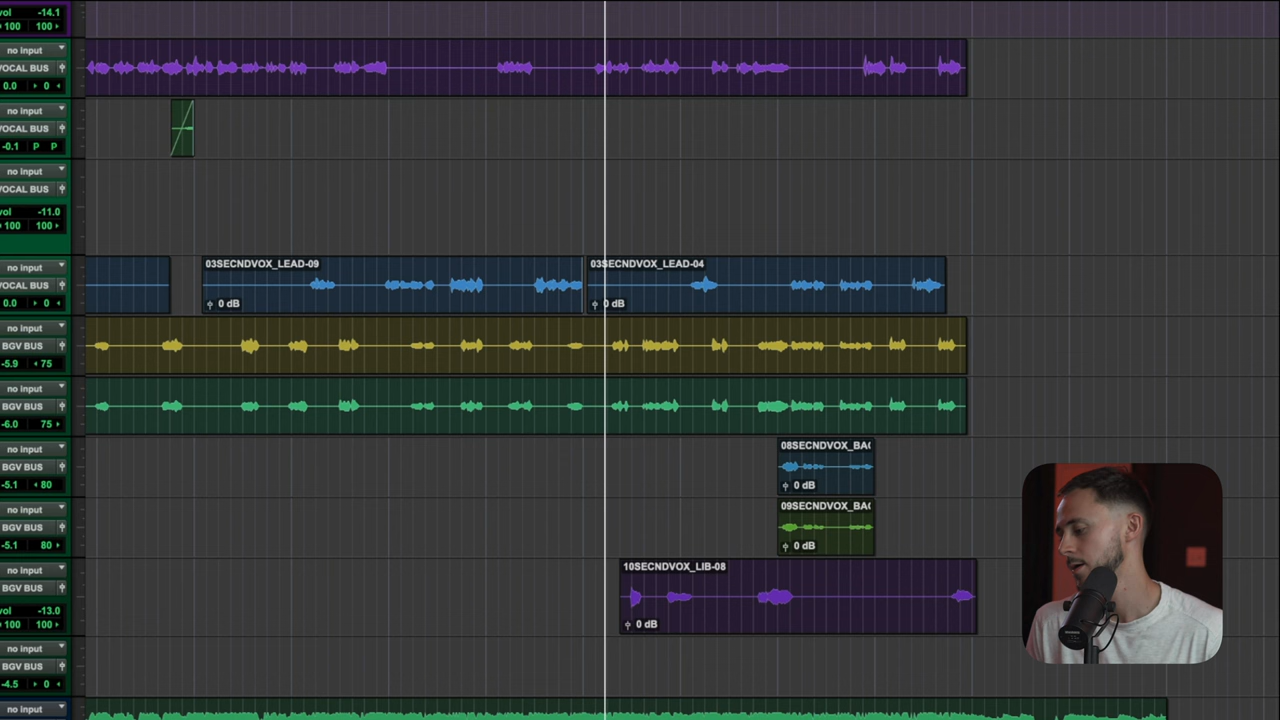 vol -14.1
100 100
no input
VOCAL BUS
0.0 0
no input
VOCAL BUS
-0.1 P P
no input
VOCAL BUS
vol -11.0
100 100
no input
VOCAL BUS
0.0 0
03SECNDVOX_LEAD-09
0 dB
03SECNDVOX_LEAD-04
0 dB
no input
BGV BUS
-5.9 75
no input
BGV BUS
-6.0 75
no input
BGV BUS
-5.1 80
08SECNDVOX_BAC
0 dB
no input
BGV BUS
-5.1 80
09SECNDVOX_BAC
0 dB
no input
BGV BUS
vol -13.0
100 100
10SECNDVOX_LIB-08
0 dB
no input
BGV BUS
-4.5 0
no input